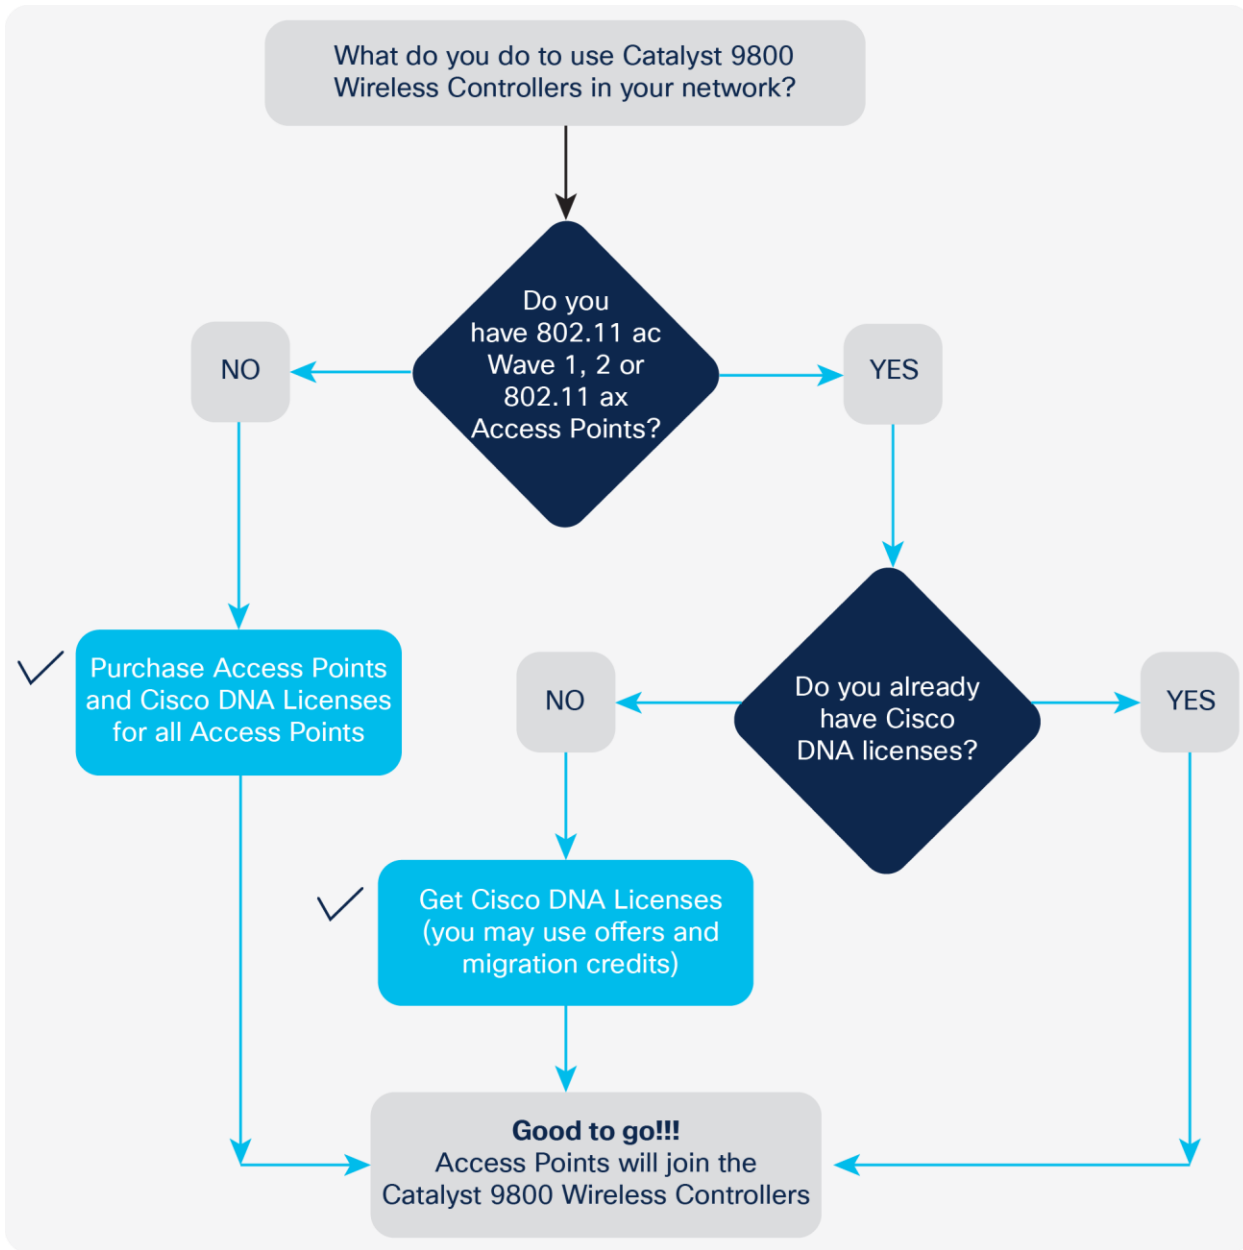 What do you do to use Catalyst 9800
Wireless Controllers in your network?
Do you
have 802.11 ac
Wave 1, 2 or
802.11 ax
Access Points?
NO
YES
Purchase Access Points
and Cisco DNA Licenses
for all Access Points
NO
Do you already
have Cisco
DNA licenses?
YES
Get Cisco DNA Licenses
(you may use offers and
migration credits)
Good to go!!!
Access Points will join the
Catalyst 9800 Wireless Controllers